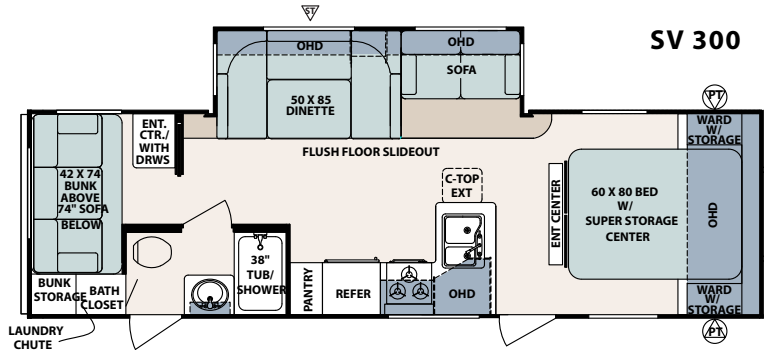 ST
SV 300
OHD
OHD
SOFA
50 X 85
DINETTE
FLUSH FLOOR SLIDEOUT
ENT.
CTR./
WITH
DRWS
42 X 74
BUNK
ABOVE
74" SOFA
BELOW
C-TOP
EXT
ENT CENTER
60 X 80 BED
W/
SUPER STORAGE
CENTER
OHD
PT
WARD
W/
STORAGE
WARD
W/
STORAGE
PT
BUNK
STORAGE
BATH
CLOSET
LAUNDRY
CHUTE
38"
TUB/
SHOWER
PANTRY
REFER
OHD